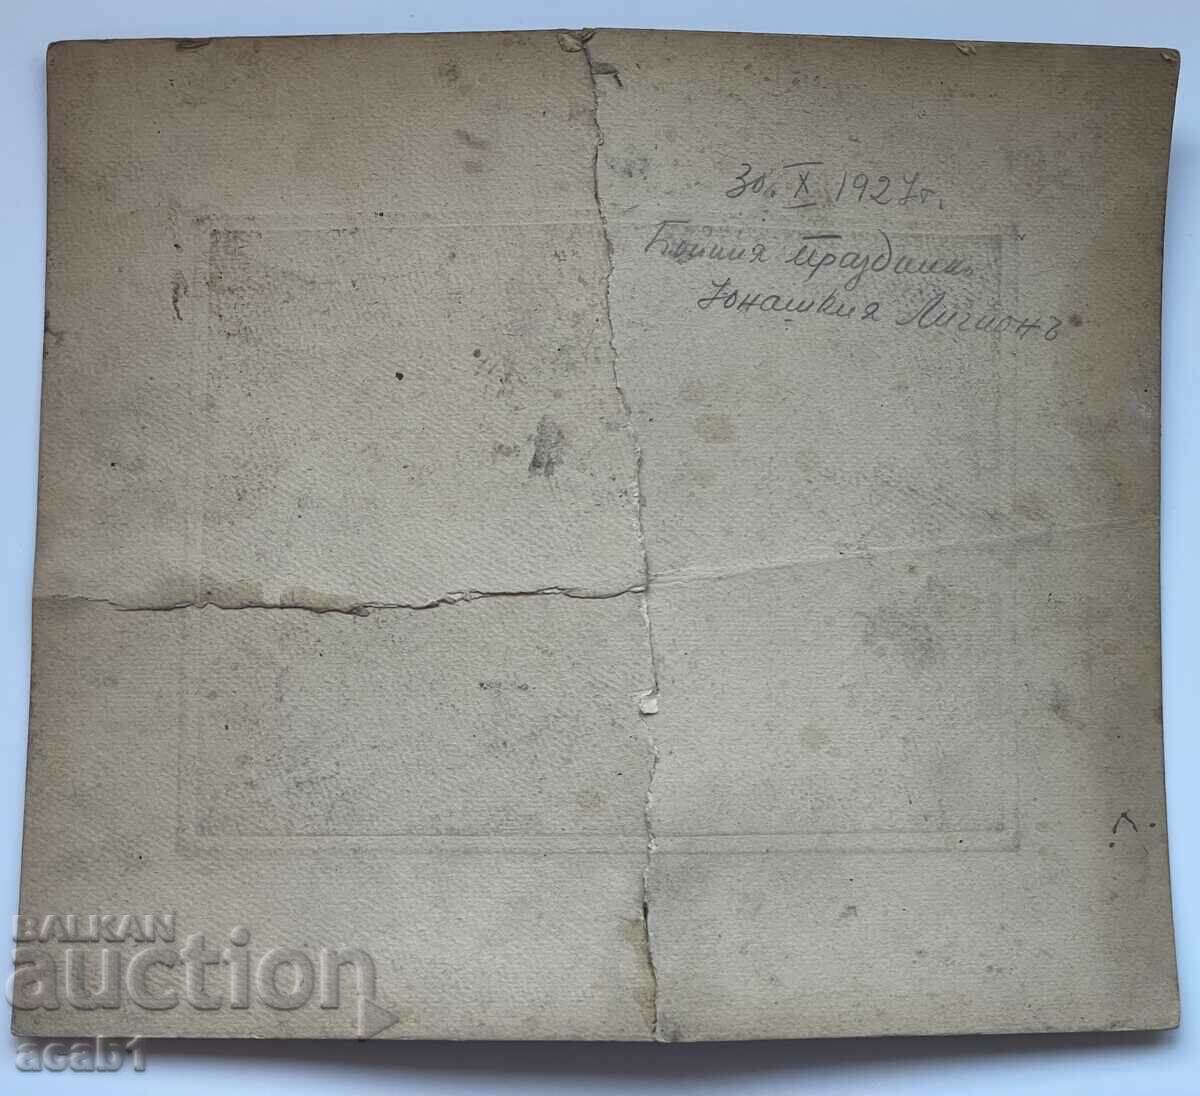 30. X 1927 г.
Бойния празникъ
Юнашкия Легионъ
BALKAN
auction
acab1